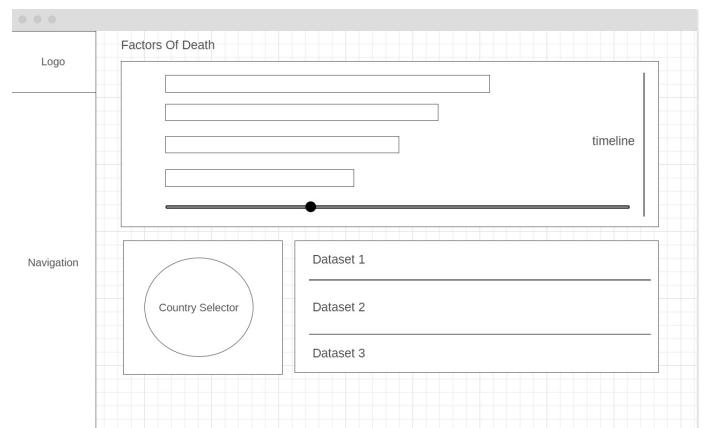 Logo
Navigation
Factors Of Death
timeline
Country Selector
Dataset 1
Dataset 2
Dataset 3